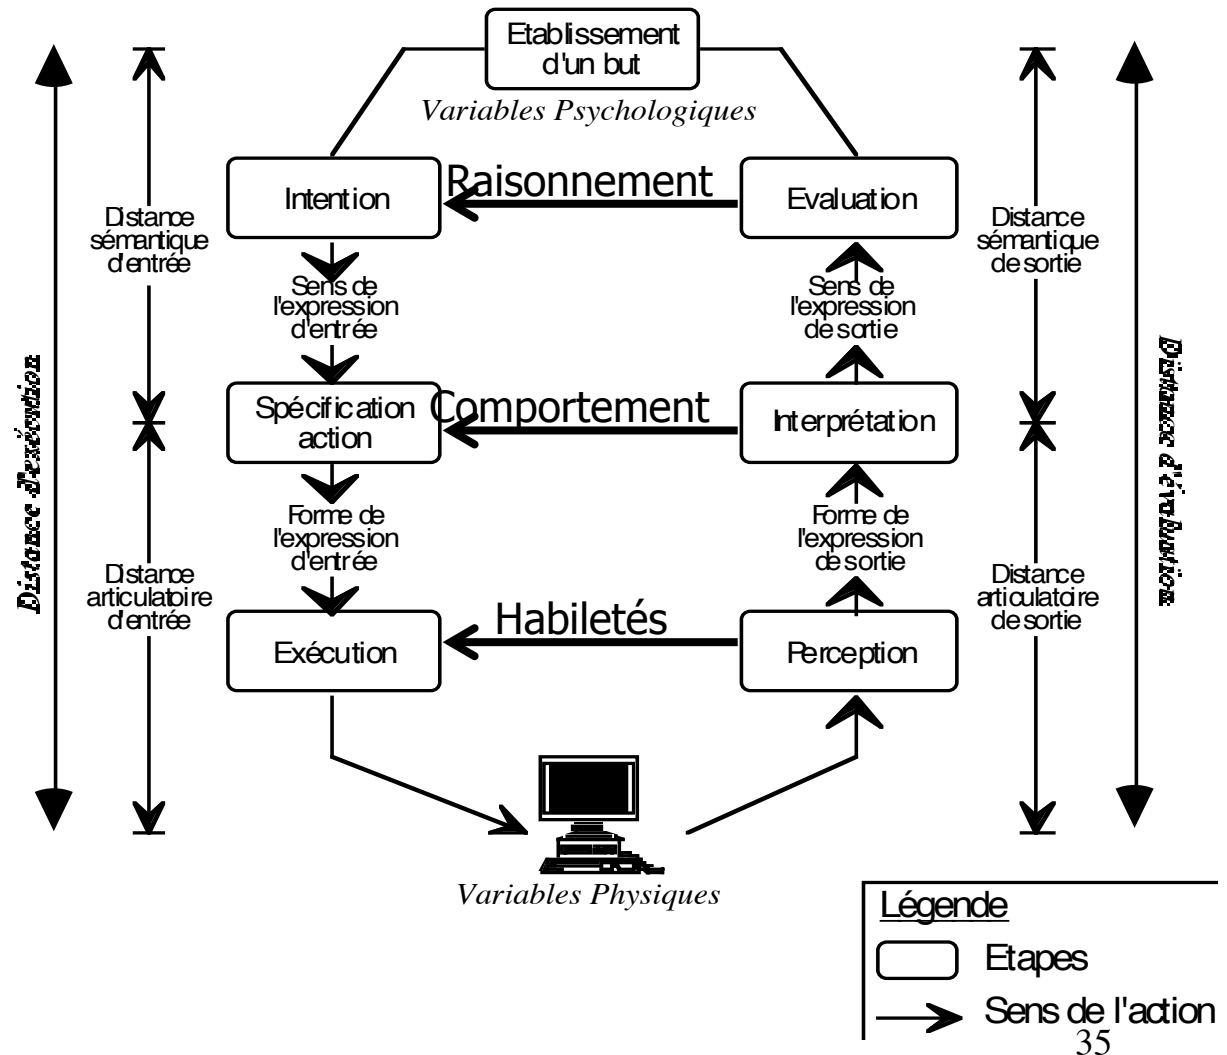 Etablissement
d'un but
Variables Psychologiques
Intention
Raisonnement
Evaluation
Distance
sémantique
d'entrée
Distance
sémantique
de sortie
Sens de
l'expression
d'entrée
Sens de
l'expression
de sortie
Distance d'exécution
Distance d'évaluation
Spécification
action
Comportement
Interprétation
Forme de
l'expression
d'entrée
Forme de
l'expression
de sortie
Distance
articulatoire
d'entrée
Distance
articulatoire
de sortie
Exécution
Habiletés
Perception
Variables Physiques
Légende
Etapes
Sens de l'action
35